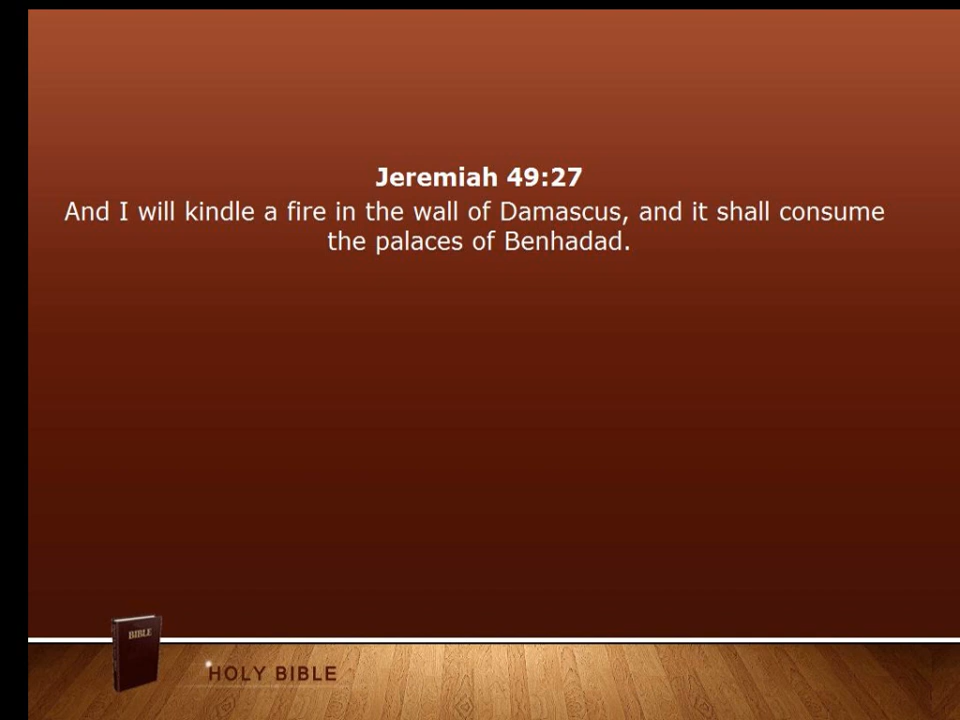 Jeremiah 49:27
And I will kindle a fire in the wall of Damascus, and it shall consume
the palaces of Benhadad.
BIBLE
HOLY BIBLE